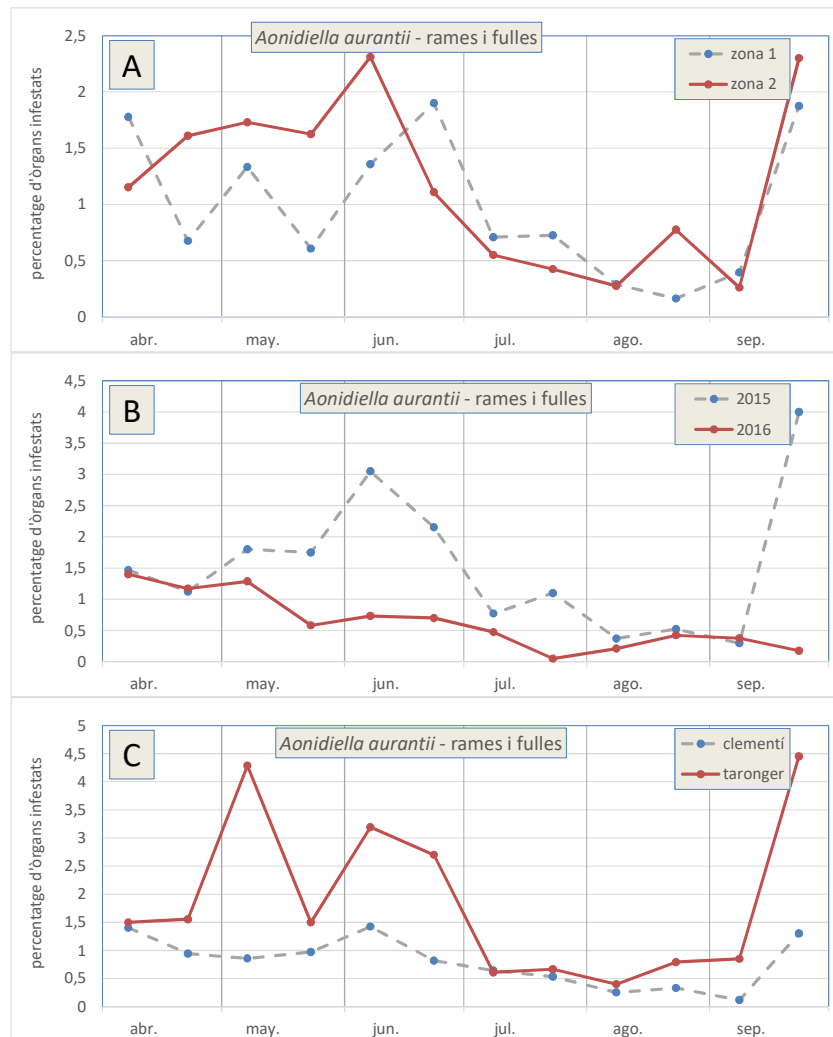 Aonidiella aurantii - rames i fulles
A
zona 1
zona 2
percentatge d'òrgans infestats
2,5
2
1,5
1
0,5
0
abr. may. jun. jul. ago. sep.
Aonidiella aurantii - rames i fulles
B
2015
2016
percentatge d'òrgans infestats
4,5
4
3,5
3
2,5
2
1,5
1
0,5
0
abr. may. jun. jul. ago. sep.
Aonidiella aurantii - rames i fulles
C
clementí
taronger
percentatge d'òrgans infestats
5
4,5
4
3,5
3
2,5
2
1,5
1
0,5
0
abr. may. jun. jul. ago. sep.